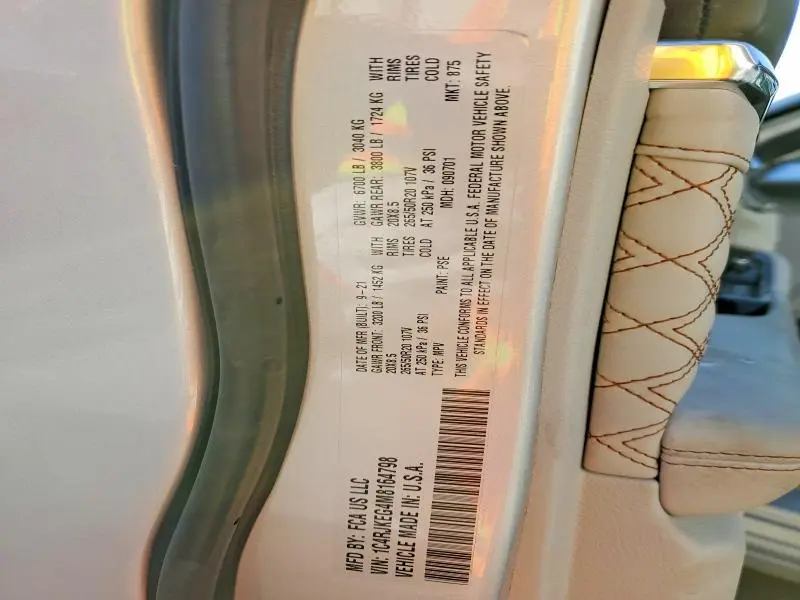 MFD BY: FCA US LLC
VIN: 1C4RJKEG4M8164798
VEHICLE MADE IN: U.S.A.
DATE OF MFR (BUILT): 9-21 GVWR: 6700 LB / 3040 KG
GAWR FRONT: 3200 LB / 1452 KG WITH GAWR REAR: 3800 LB / 1724 KG WITH
20X8.5 RIMS 20X8.5 RIMS
265/50R20 107V TIRES 265/50R20 107V TIRES
AT 250 kPa / 36 PSI COLD AT 250 kPa / 36 PSI COLD
TYPE: MPV PAINT: PSE MDH: 090701 MKT: 875
THIS VEHICLE CONFORMS TO ALL APPLICABLE U.S.A. FEDERAL MOTOR VEHICLE SAFETY
STANDARDS IN EFFECT ON THE DATE OF MANUFACTURE SHOWN ABOVE.